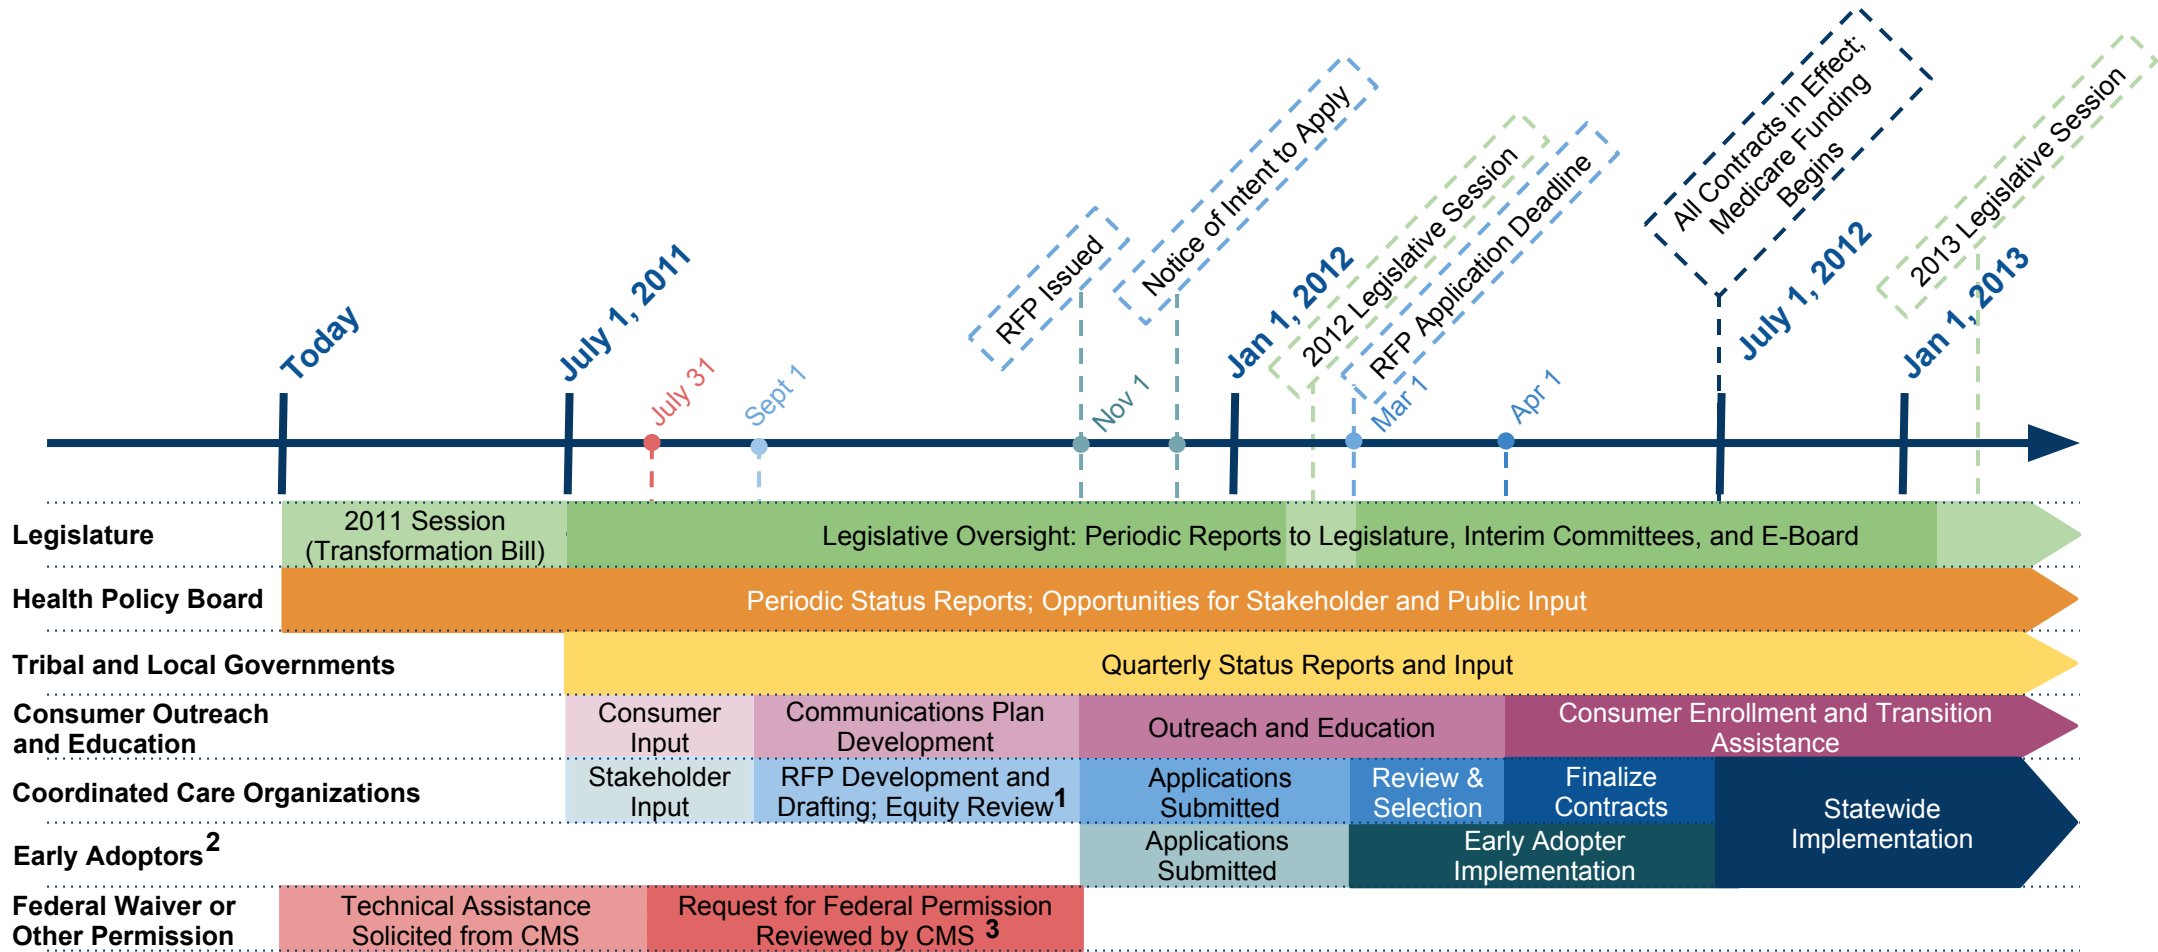 Today
July 1, 2011
July 31
Sept 1
RFP Issued
Nov 1
Notice of Intent to Apply
Jan 1, 2012
2012 Legislative Session
RFP Application Deadline
Mar 1
Apr 1
All Contracts in Effect;
Medicare Funding
Begins
July 1, 2012
2013 Legislative Session
Jan 1, 2013
Legislature
2011 Session
(Transformation Bill)
Legislative Oversight: Periodic Reports to Legislature, Interim Committees, and E-Board
Health Policy Board
Periodic Status Reports; Opportunities for Stakeholder and Public Input
Tribal and Local Governments
Quarterly Status Reports and Input
Consumer Outreach
and Education
Consumer
Input
Communications Plan
Development
Outreach and Education
Consumer Enrollment and Transition
Assistance
Coordinated Care Organizations
Stakeholder
Input
RFP Development and
Drafting; Equity Review1
Applications
Submitted
Review &
Selection
Finalize
Contracts
Statewide
Implementation
Early Adoptors2
Applications
Submitted
Early Adopter
Implementation
Federal Waiver or
Other Permission
Technical Assistance
Solicited from CMS
Request for Federal Permission
Reviewed by CMS 3